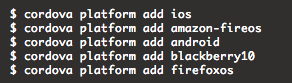 $ cordova platform add ios
$ cordova platform add amazon-fireos
$ cordova platform add android
$ cordova platform add blackberry10
$ cordova platform add firefoxos